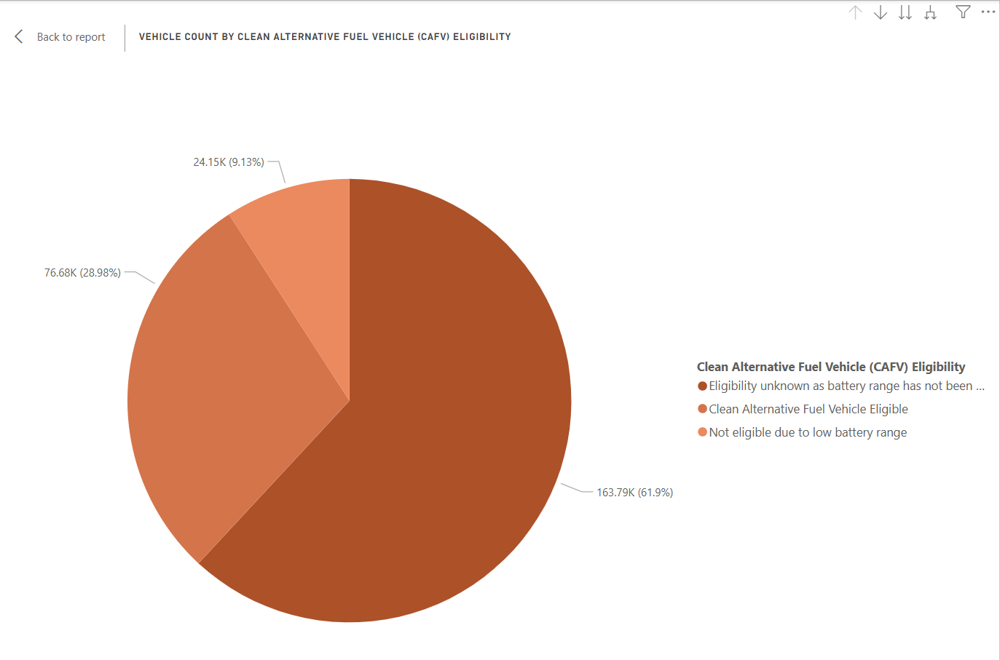 Back to report
VEHICLE COUNT BY CLEAN ALTERNATIVE FUEL VEHICLE (CAFV) ELIGIBILITY
24.15K (9.13%)
76.68K (28.98%)
163.79K (61.9%)
Clean Alternative Fuel Vehicle (CAFV) Eligibility
Eligibility unknown as battery range has not been ...
Clean Alternative Fuel Vehicle Eligible
Not eligible due to low battery range